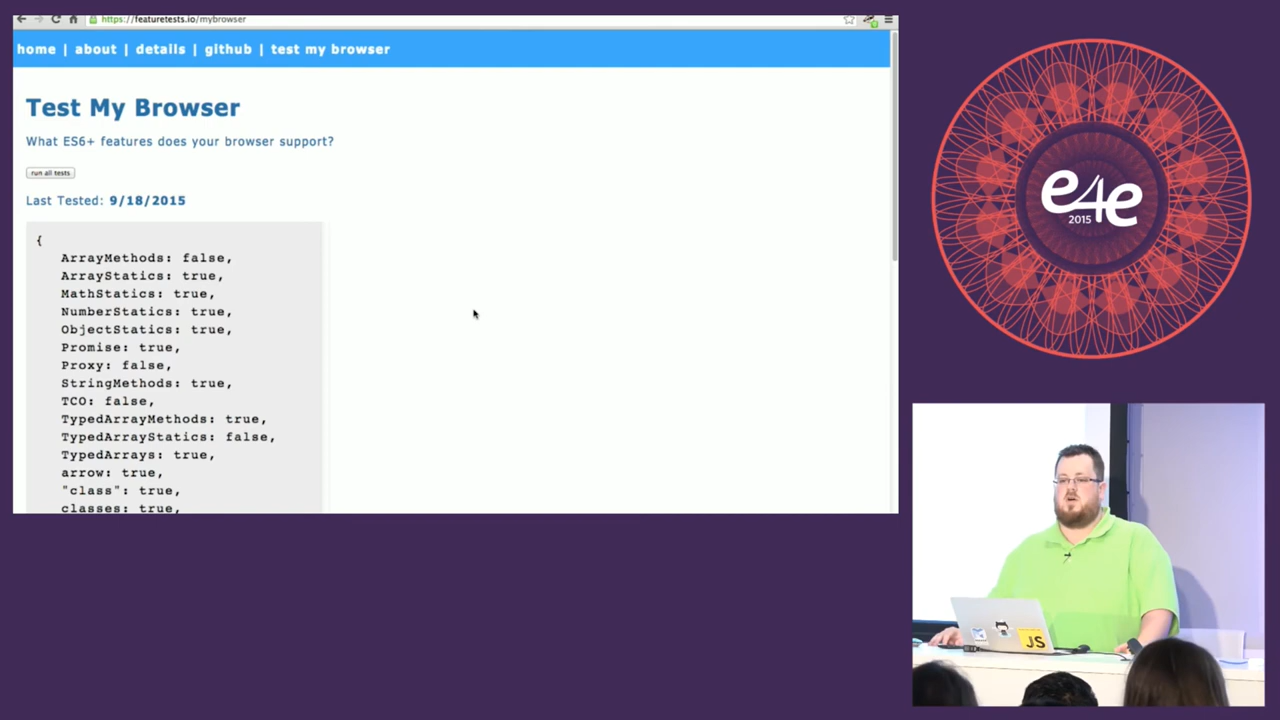 https://featuretests.io/mybrowser
home | about | details | github | test my browser
Test My Browser
What ES6+ features does your browser support?
run all tests
Last Tested: 9/18/2015
{
ArrayMethods: false,
ArrayStatics: true,
MathStatics: true,
NumberStatics: true,
ObjectStatics: true,
Promise: true,
Proxy: false,
StringMethods: true,
TCO: false,
TypedArrayMethods: true,
TypedArrayStatics: false,
TypedArrays: true,
arrow: true,
"class": true,
classes: true,
e4e
2015
JS